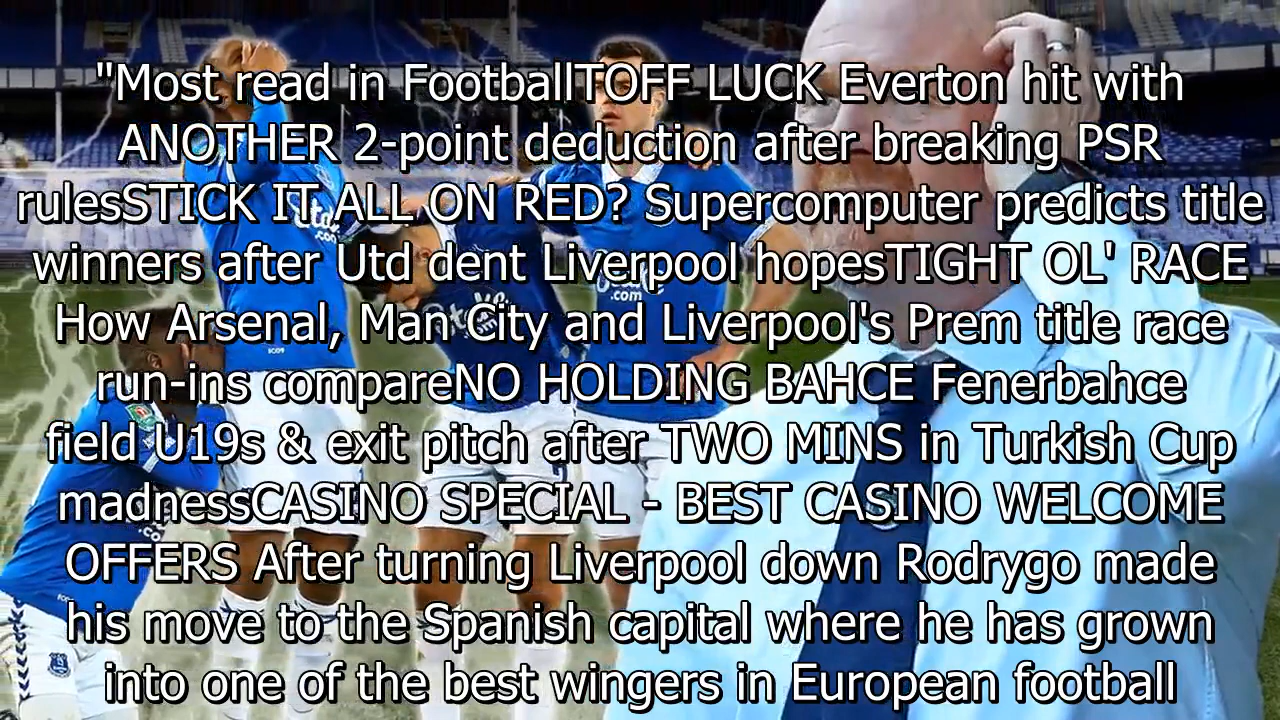 "Most read in FootballTOFF LUCK Everton hit with
ANOTHER 2-point deduction after breaking PSR
rulesSTICK IT ALL ON RED? Supercomputer predicts title
winners after Utd dent Liverpool hopesTIGHT OL' RACE
How Arsenal, Man City and Liverpool's Prem title race
run-ins compareNO HOLDING BAHCE Fenerbahce
field U19s & exit pitch after TWO MINS in Turkish Cup
madnessCASINO SPECIAL - BEST CASINO WELCOME
OFFERS After turning Liverpool down Rodrygo made
his move to the Spanish capital where he has grown
into one of the best wingers in European football